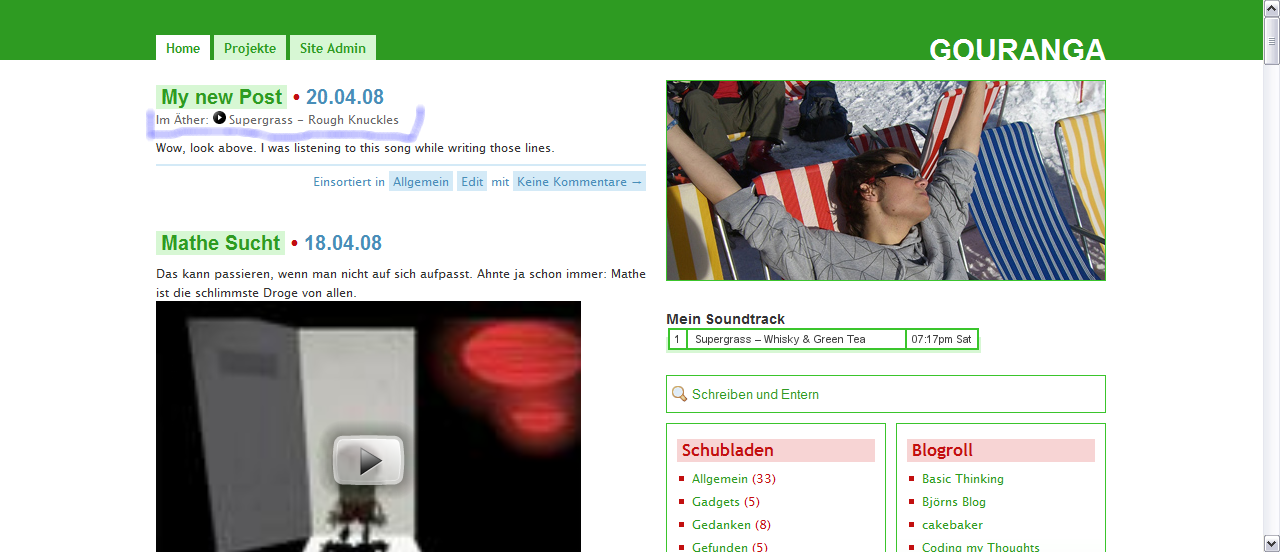 Home Projekte Site Admin
GOURANGA
My new Post • 20.04.08
Im Äther: Supergrass – Rough Knuckles
Wow, look above. I was listening to this song while writing those lines.
Einsortiert in Allgemein Edit mit Keine Kommentare →
Mathe Sucht • 18.04.08
Das kann passieren, wenn man nicht auf sich aufpasst. Ahnte ja schon immer: Mathe
ist die schlimmste Droge von allen.
Mein Soundtrack
1 Supergrass – Whisky & Green Tea 07:17pm Sat
Schreiben und Entern
Schubladen
Allgemein (33)
Gadgets (5)
Gedanken (8)
Gefunden (5)
Blogroll
Basic Thinking
Björns Blog
cakebaker
Coding my Thoughts